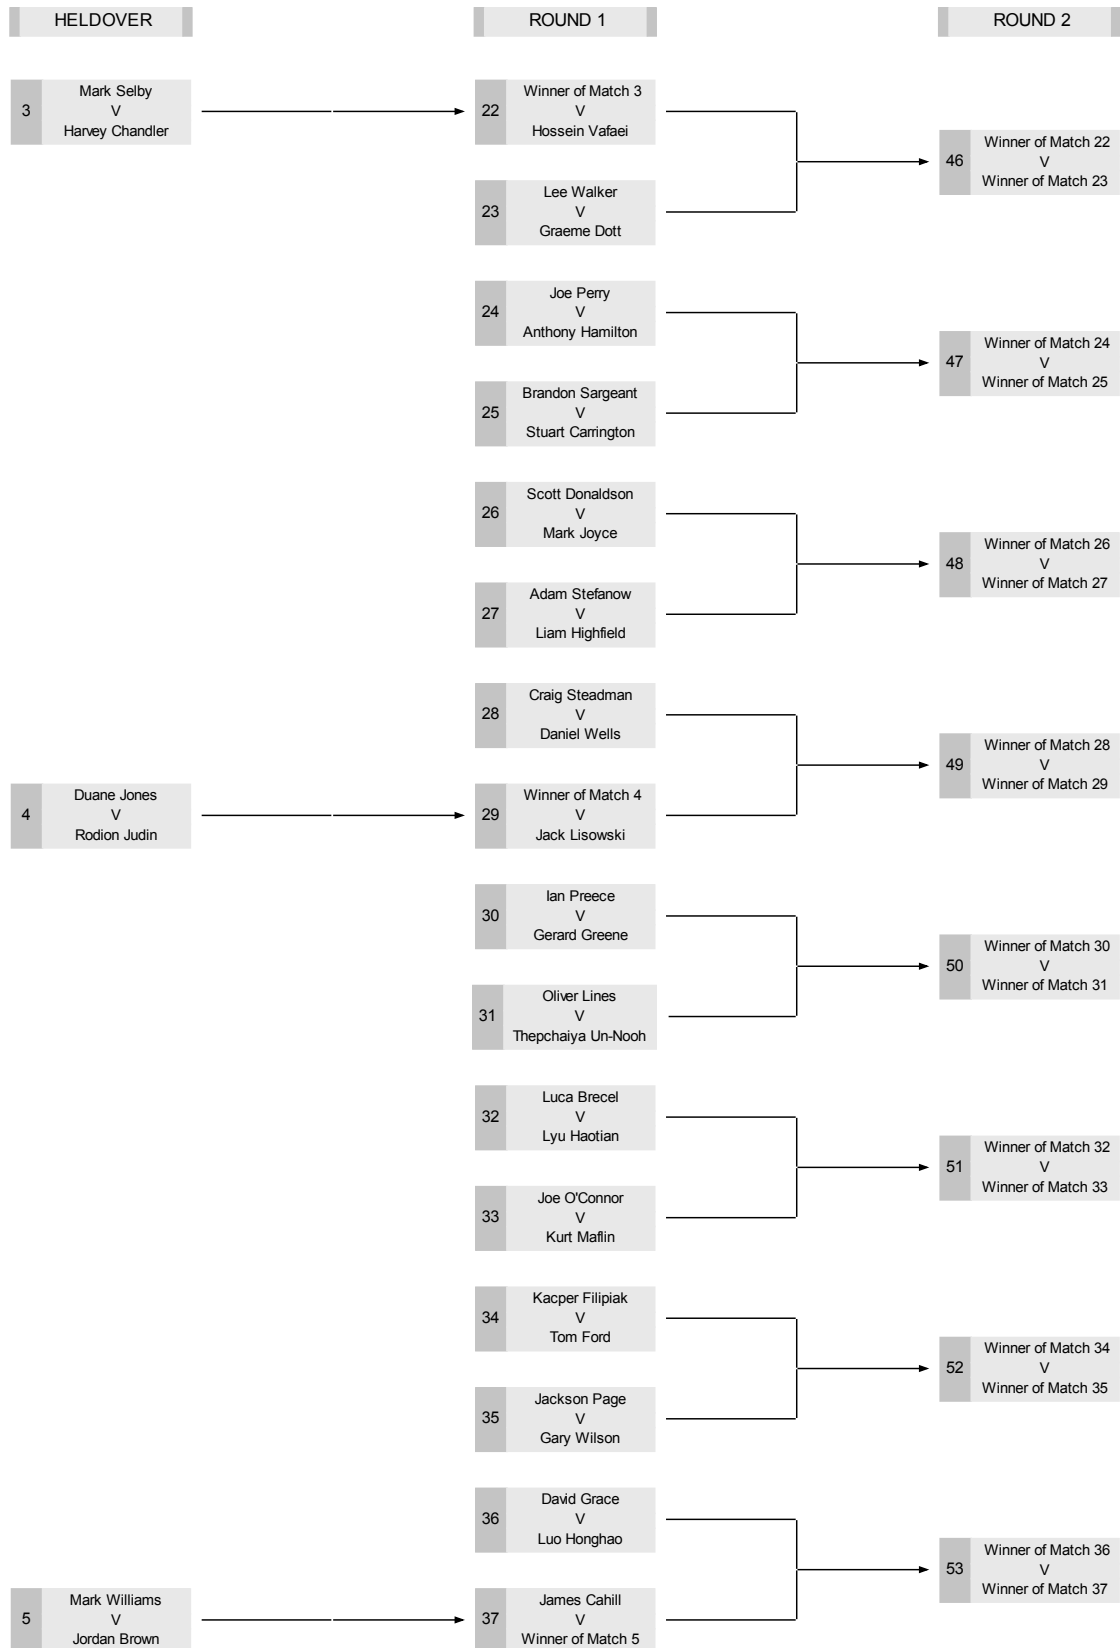 HELDOVER
ROUND 1
ROUND 2
3
Mark Selby
V
Harvey Chandler
22
Winner of Match 3
V
Hossein Vafaei
46
Winner of Match 22
V
Winner of Match 23
23
Lee Walker
V
Graeme Dott
24
Joe Perry
V
Anthony Hamilton
47
Winner of Match 24
V
Winner of Match 25
25
Brandon Sargeant
V
Stuart Carrington
26
Scott Donaldson
V
Mark Joyce
48
Winner of Match 26
V
Winner of Match 27
27
Adam Stefanow
V
Liam Highfield
28
Craig Steadman
V
Daniel Wells
49
Winner of Match 28
V
Winner of Match 29
4
Duane Jones
V
Rodion Judin
29
Winner of Match 4
V
Jack Lisowski
30
Ian Preece
V
Gerard Greene
50
Winner of Match 30
V
Winner of Match 31
31
Oliver Lines
V
Thepchaiya Un-Nooh
32
Luca Brecel
V
Lyu Haotian
51
Winner of Match 32
V
Winner of Match 33
33
Joe O'Connor
V
Kurt Maflin
34
Kacper Filipiak
V
Tom Ford
52
Winner of Match 34
V
Winner of Match 35
35
Jackson Page
V
Gary Wilson
36
David Grace
V
Luo Honghao
53
Winner of Match 36
V
Winner of Match 37
5
Mark Williams
V
Jordan Brown
37
James Cahill
V
Winner of Match 5